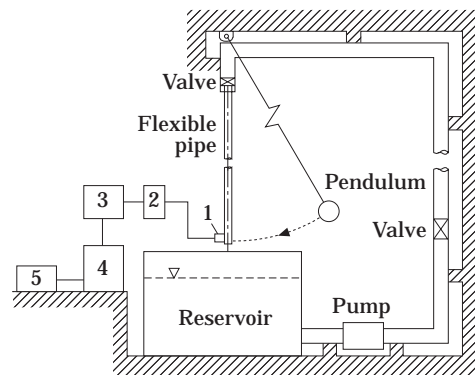 Valve
Flexible
pipe
Pendulum
3
2
1
Valve
5
4
Reservoir
Pump